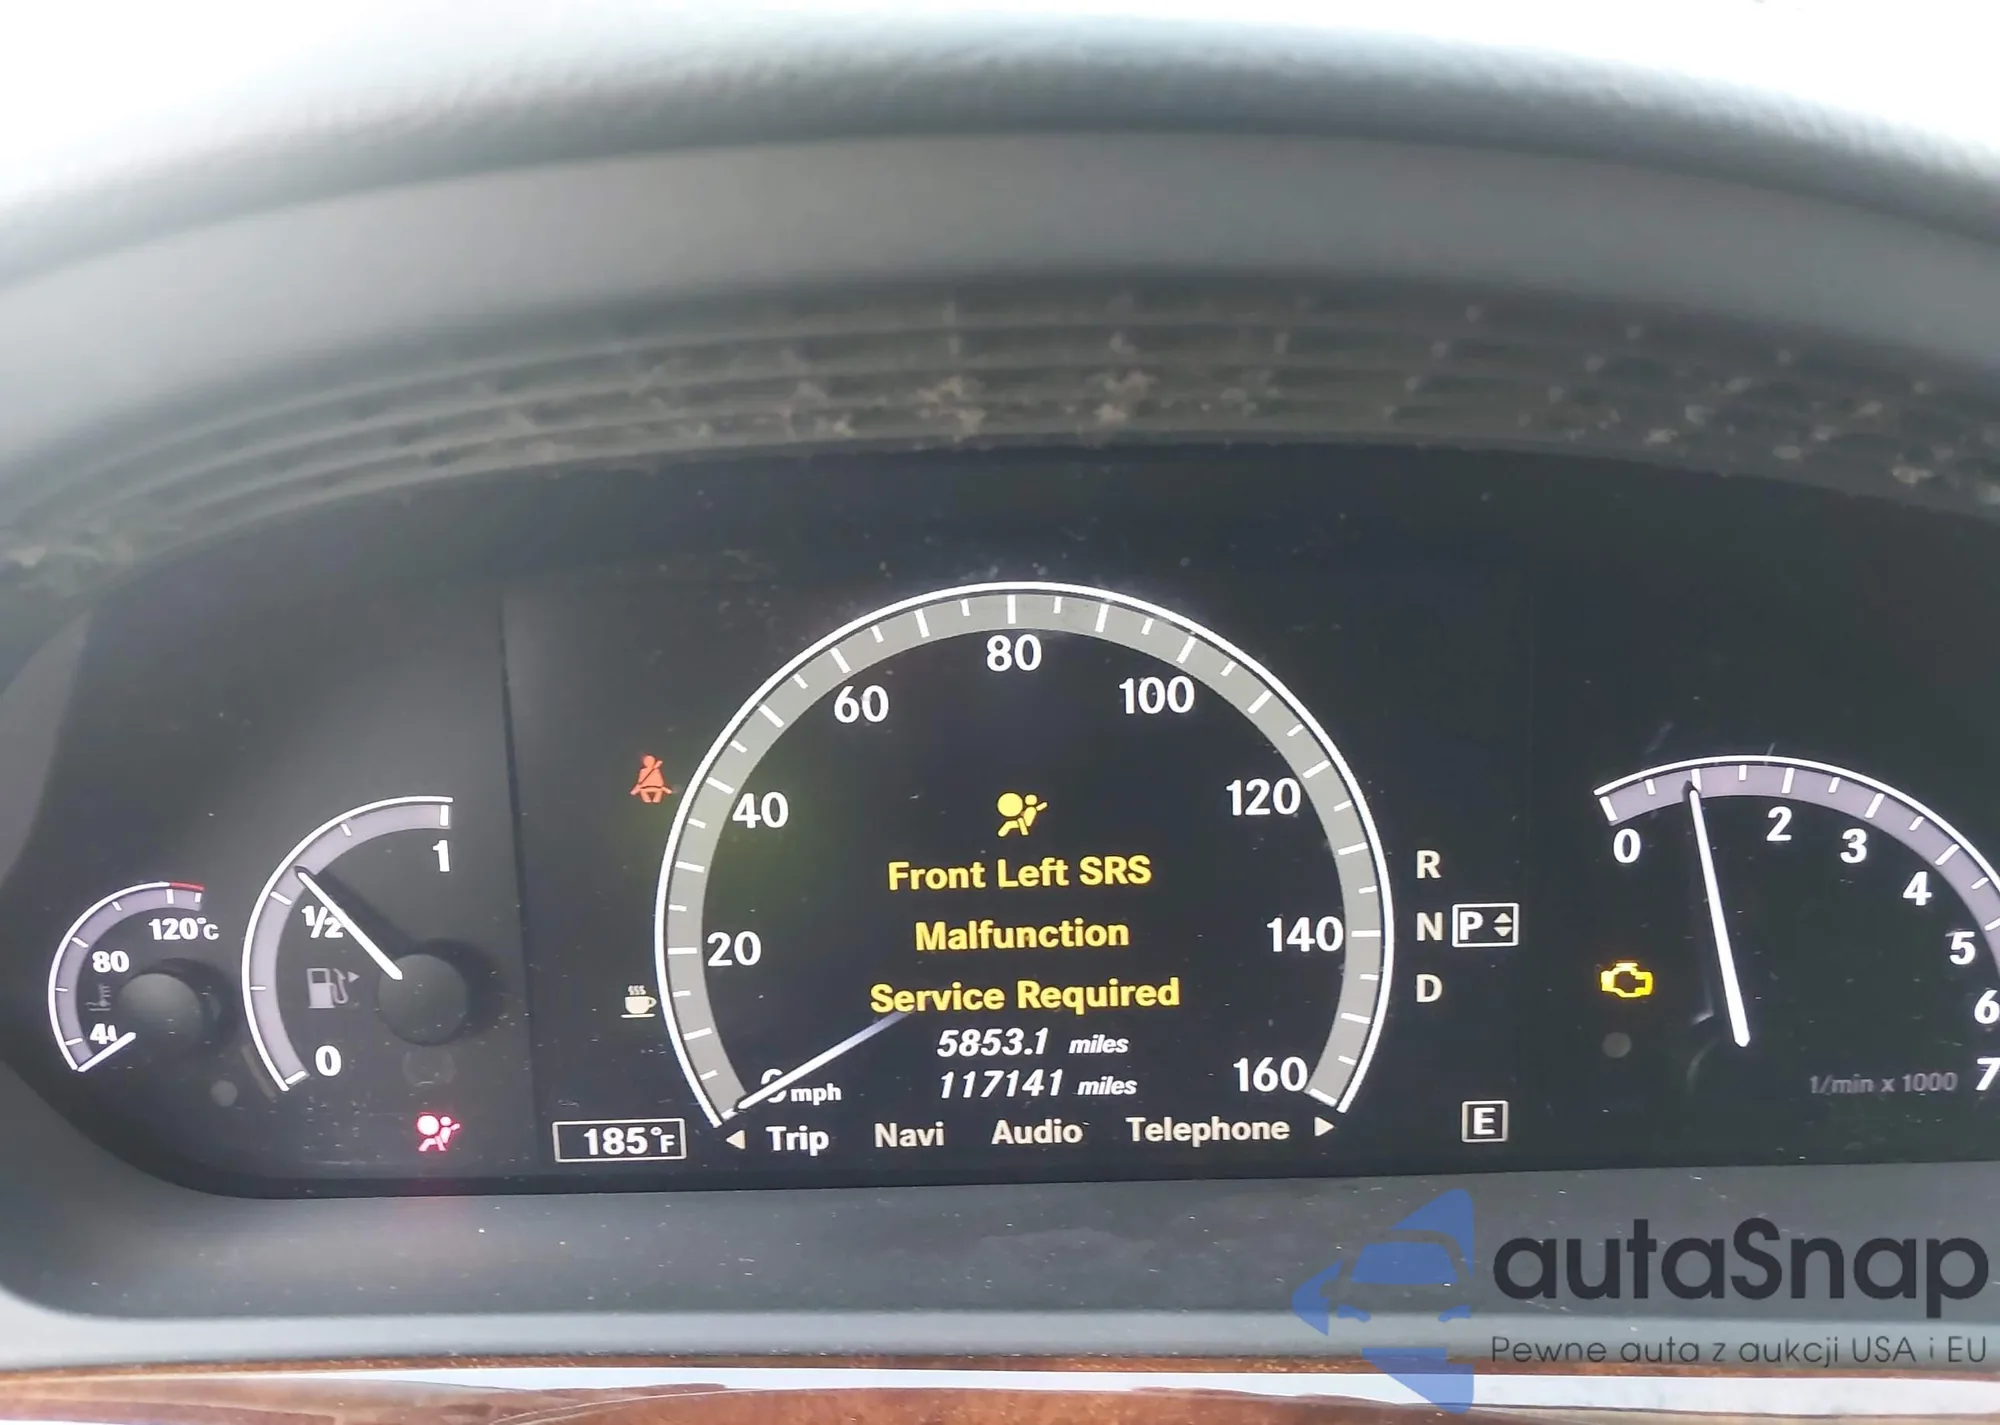 80
60
100
40
120
20
140
0 mph
160
Front Left SRS
Malfunction
Service Required
5853.1 miles
117141 miles
Trip Navi Audio Telephone
185°F
120°C
80
40
1
1/2
0
R
N P
D
E
0
2
3
4
5
6
7
1/min x 1000
autaSnap
Pewne auta z aukcji USA i EU